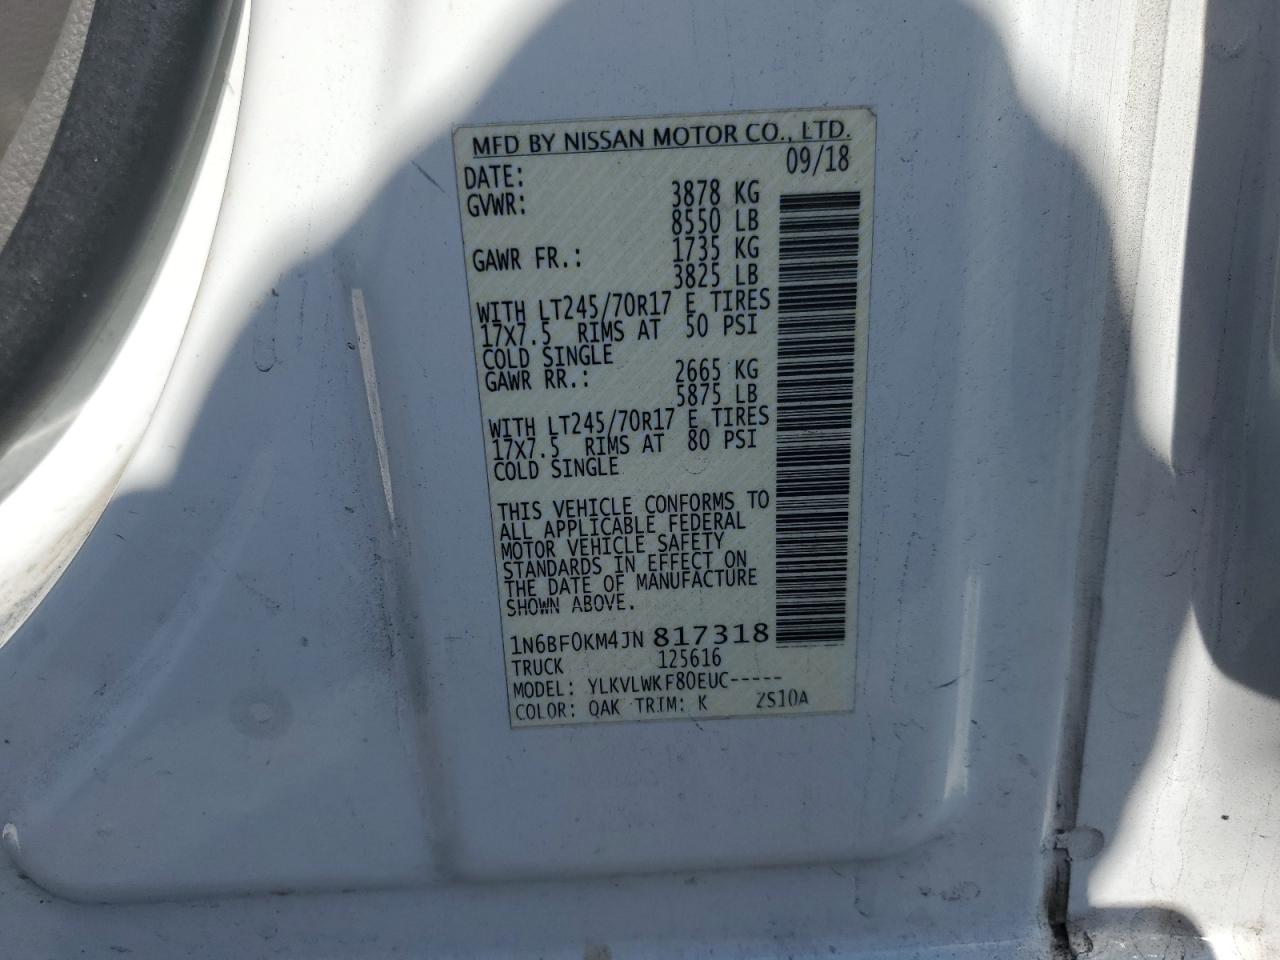 MFD BY NISSAN MOTOR CO., LTD.
DATE: 09/18
GVWR: 3878 KG
8550 LB
GAWR FR.: 1735 KG
3825 LB
WITH LT245/70R17 E TIRES
17X7.5 RIMS AT 50 PSI
COLD SINGLE
GAWR RR.: 2665 KG
5875 LB
WITH LT245/70R17 E TIRES
17X7.5 RIMS AT 80 PSI
COLD SINGLE
THIS VEHICLE CONFORMS TO
ALL APPLICABLE FEDERAL
MOTOR VEHICLE SAFETY
STANDARDS IN EFFECT ON
THE DATE OF MANUFACTURE
SHOWN ABOVE.
1N6BF0KM4JN 817318
TRUCK 125616
MODEL: YLKVLWKF80EUC-----
COLOR: QAK TRIM: K ZS10A